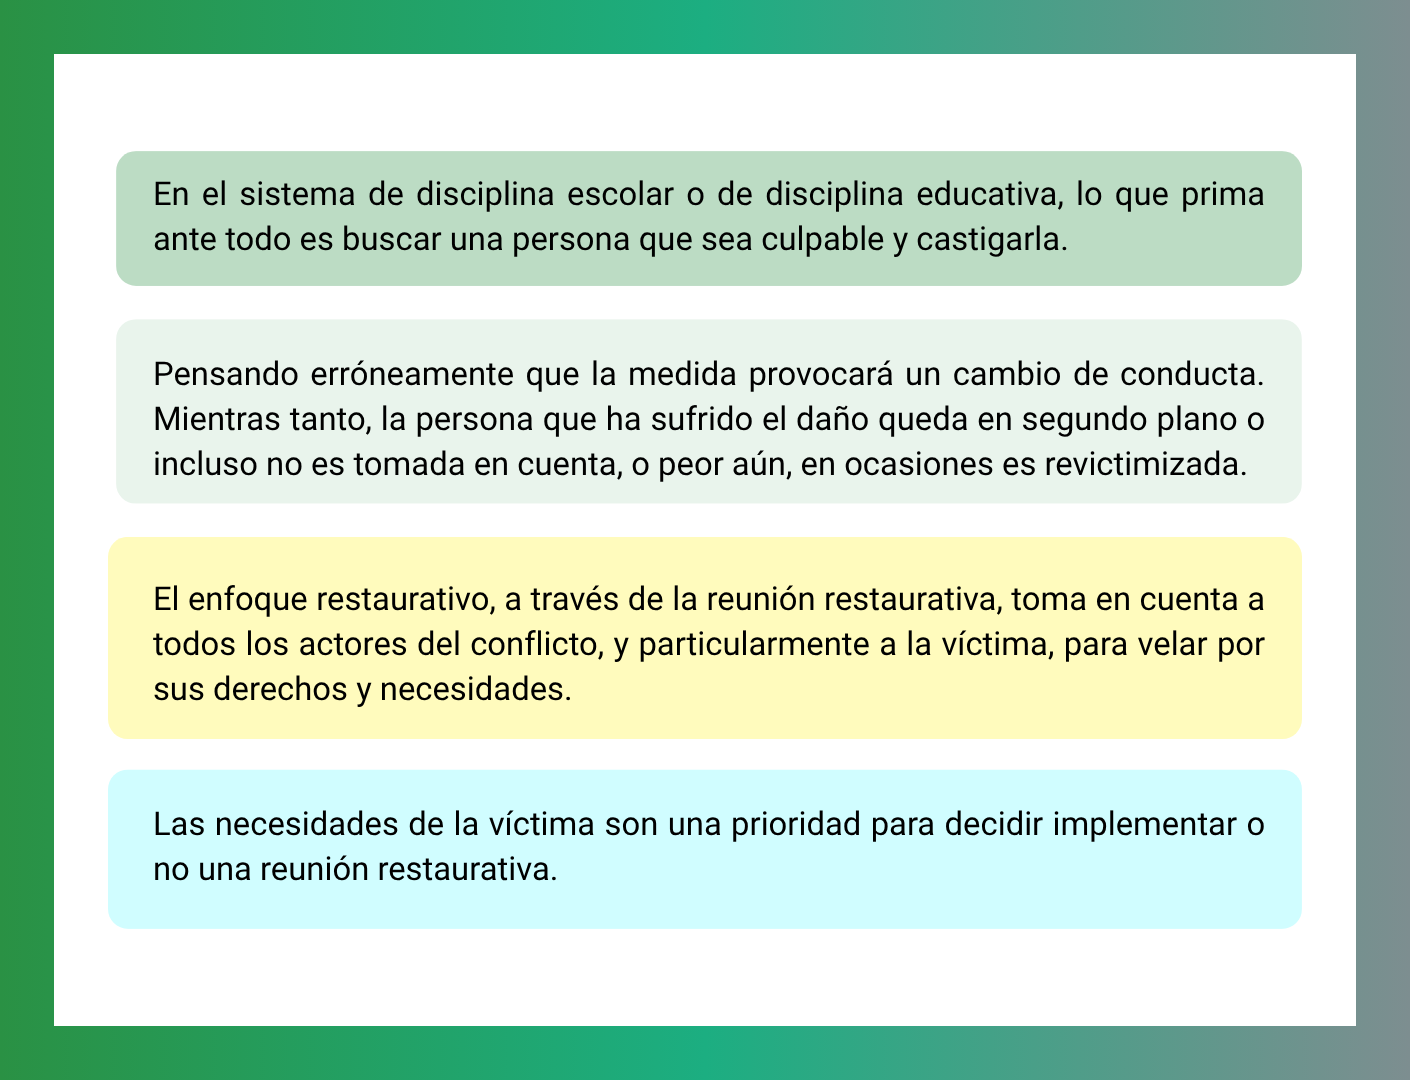 En el sistema de disciplina escolar o de disciplina educativa, lo que prima
ante todo es buscar una persona que sea culpable y castigarla.
Pensando erróneamente que la medida provocará un cambio de conducta.
Mientras tanto, la persona que ha sufrido el daño queda en segundo plano o
incluso no es tomada en cuenta, o peor aún, en ocasiones es revictimizada.
El enfoque restaurativo, a través de la reunión restaurativa, toma en cuenta a
todos los actores del conflicto, y particularmente a la víctima, para velar por
sus derechos y necesidades.
Las necesidades de la víctima son una prioridad para decidir implementar o
no una reunión restaurativa.